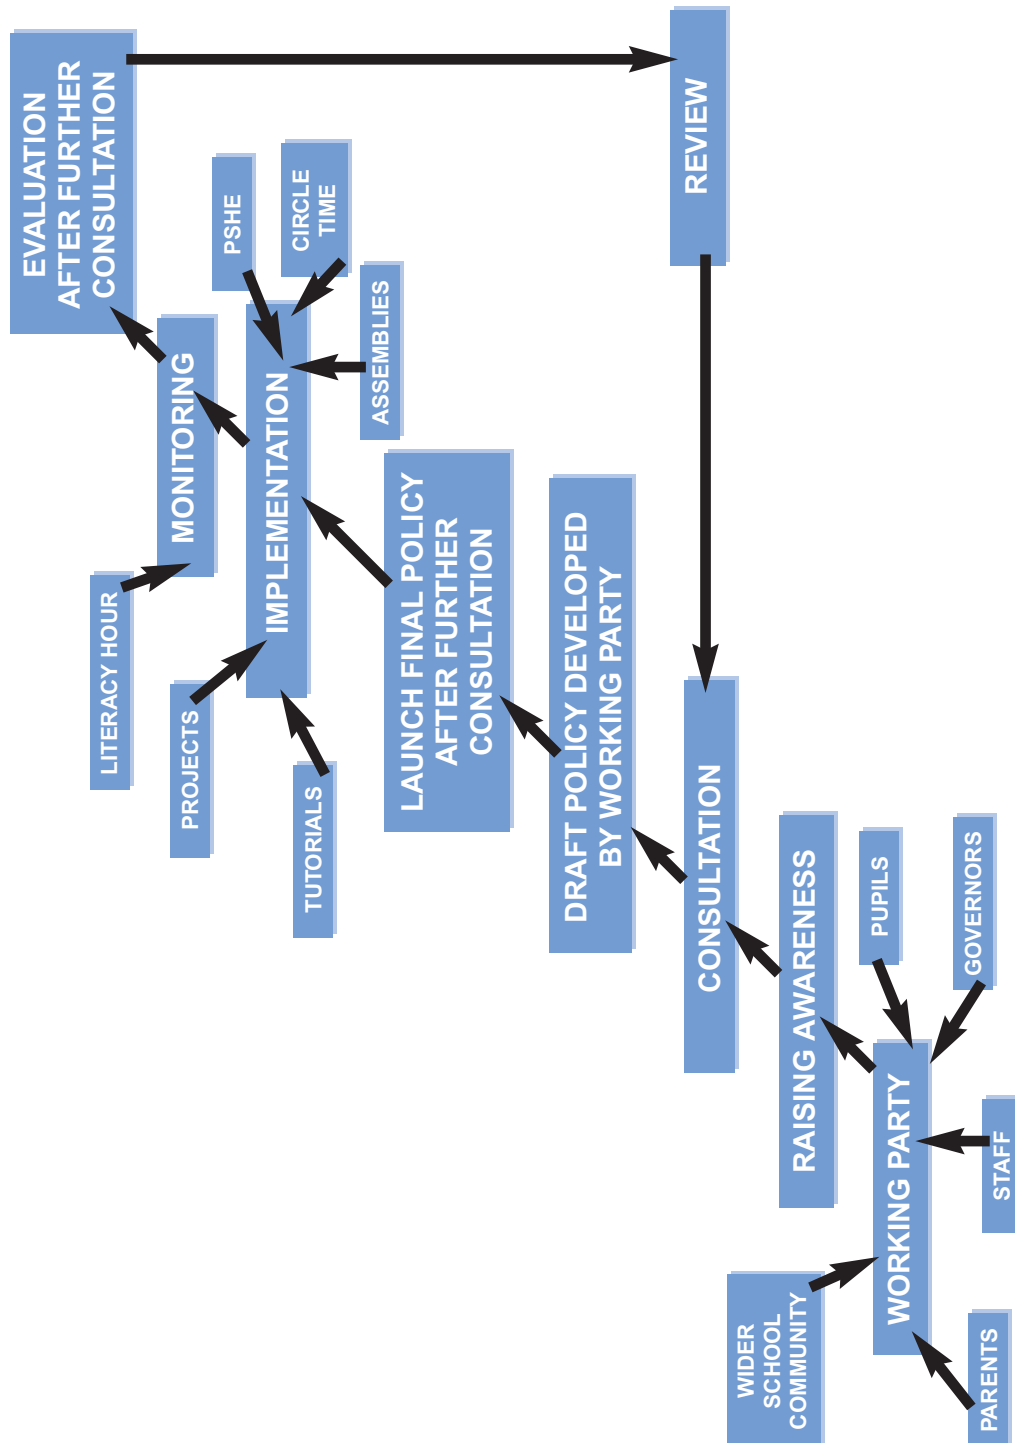 EVALUATION
AFTER FURTHER
CONSULTATION
LITERACY HOUR
MONITORING
PROJECTS
PSHE
IMPLEMENTATION
TUTORIALS
CIRCLE
TIME
ASSEMBLIES
LAUNCH FINAL POLICY
AFTER FURTHER
CONSULTATION
DRAFT POLICY DEVELOPED
BY WORKING PARTY
REVIEW
CONSULTATION
WIDER
SCHOOL
COMMUNITY
RAISING AWARENESS
PUPILS
WORKING PARTY
GOVERNORS
PARENTS
STAFF